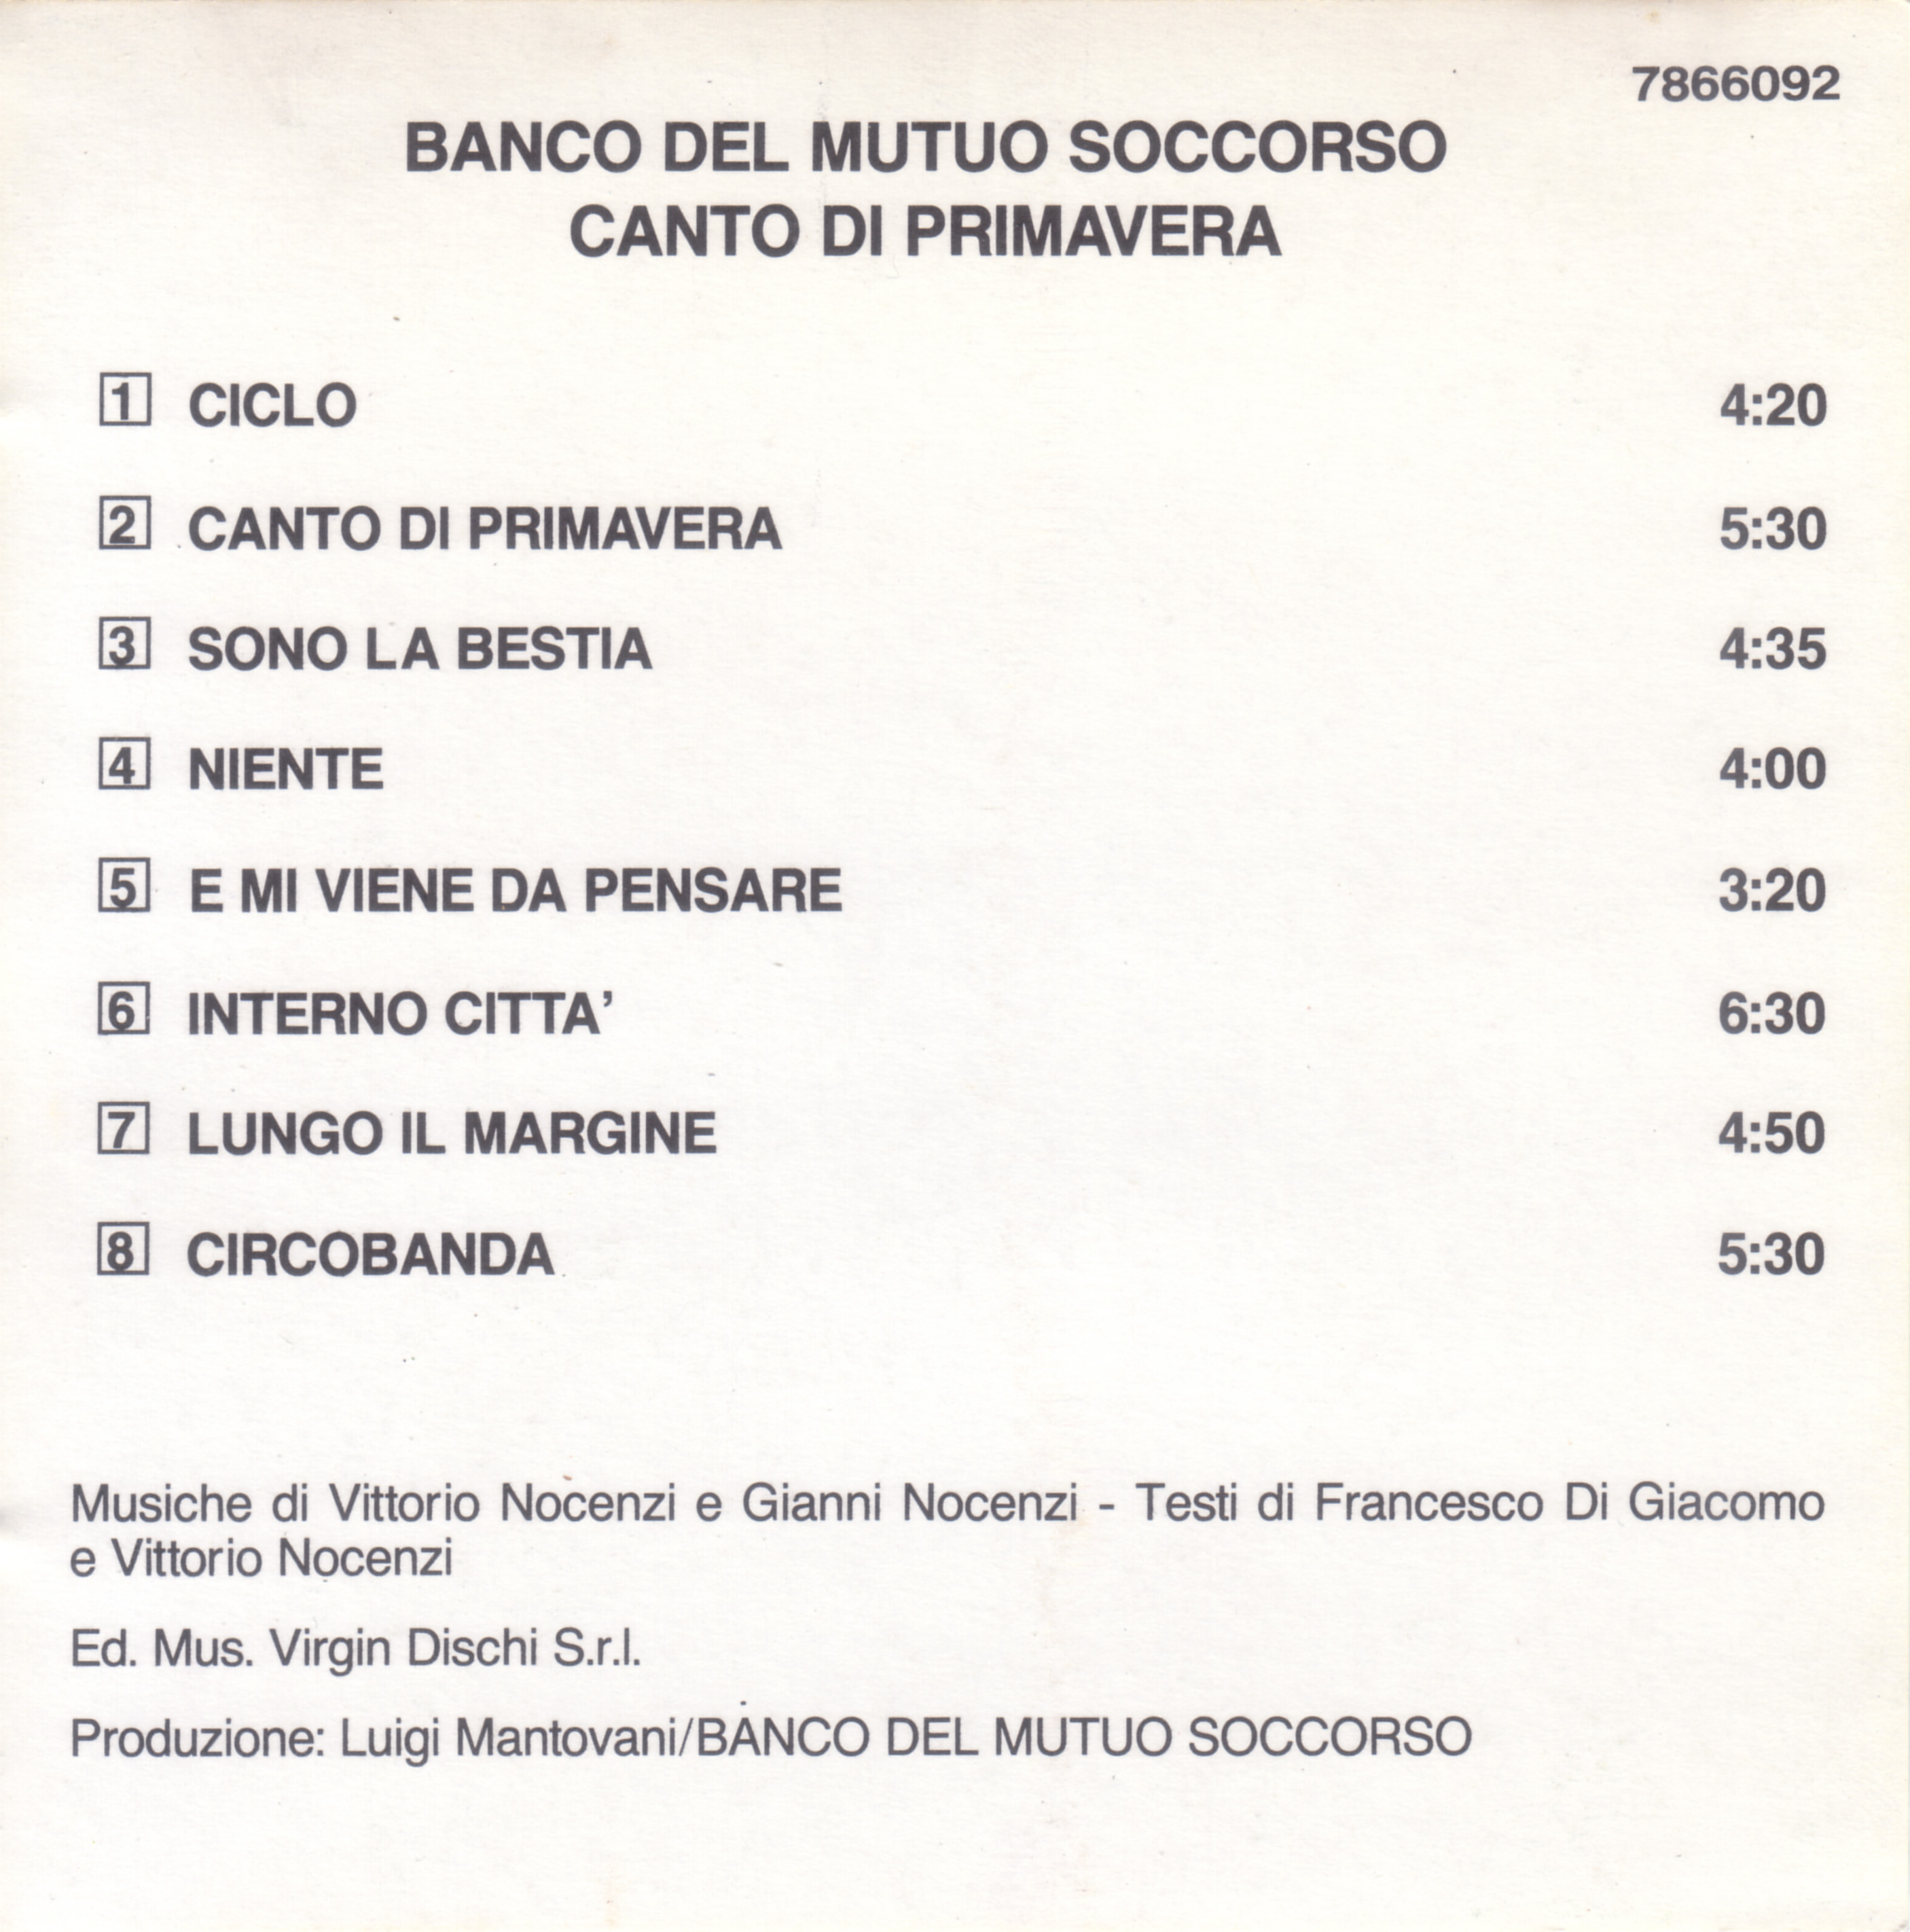 7866092
BANCO DEL MUTUO SOCCORSO
CANTO DI PRIMAVERA
1 CICLO 4:20
2 CANTO DI PRIMAVERA 5:30
3 SONO LA BESTIA 4:35
4 NIENTE 4:00
5 E MI VIENE DA PENSARE 3:20
6 INTERNO CITTA’ 6:30
7 LUNGO IL MARGINE 4:50
8 CIRCOBANDA 5:30
Musiche di Vittorio Nocenzi e Gianni Nocenzi - Testi di Francesco Di Giacomo
e Vittorio Nocenzi
Ed. Mus. Virgin Dischi S.r.l.
Produzione: Luigi Mantovani/BANCO DEL MUTUO SOCCORSO